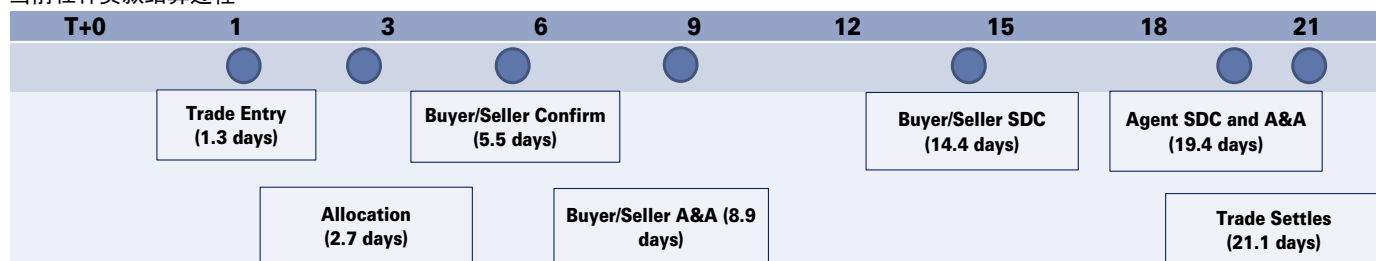 T+0 1 3 6 9 12 15 18 21
Trade Entry
(1.3 days)
Buyer/Seller Confirm
(5.5 days)
Buyer/Seller SDC
(14.4 days)
Agent SDC and A&A
(19.4 days)
Allocation
(2.7 days)
Buyer/Seller A&A (8.9
days)
Trade Settles
(21.1 days)